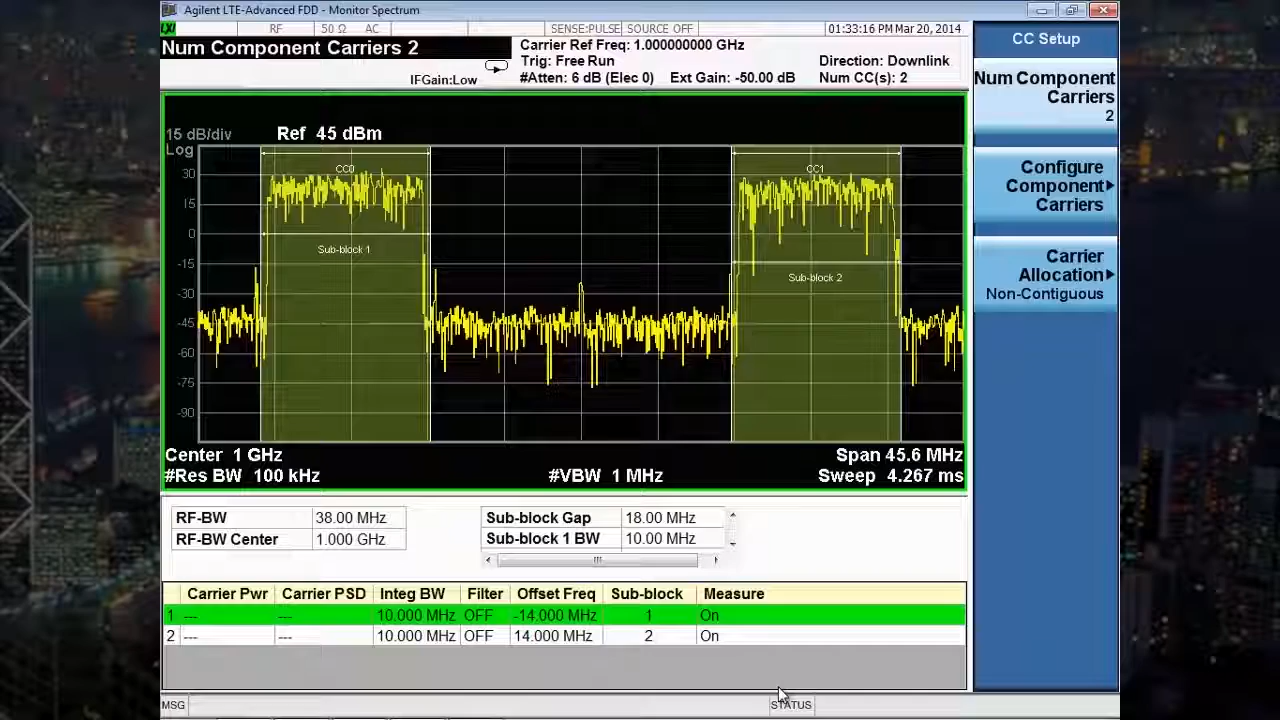 Agilent LTE-Advanced FDD - Monitor Spectrum
LXI RF 50 Ω AC SENSE:PULSE SOURCE OFF 01:33:16 PM Mar 20, 2014
Num Component Carriers 2
IFGain:Low
Carrier Ref Freq: 1.000000000 GHz
Trig: Free Run
#Atten: 6 dB (Elec 0) Ext Gain: -50.00 dB
Direction: Downlink
Num CC(s): 2
15 dB/div
Log
Ref 45 dBm
30
15
0
-15
-30
-45
-60
-75
-90
CC0
Sub-block 1
CC1
Sub-block 2
Center 1 GHz Span 45.6 MHz
#Res BW 100 kHz #VBW 1 MHz Sweep 4.267 ms
RF-BW 38.00 MHz
RF-BW Center 1.000 GHz
Sub-block Gap 18.00 MHz
Sub-block 1 BW 10.00 MHz
Carrier Pwr Carrier PSD Integ BW Filter Offset Freq Sub-block Measure
1 --- --- 10.000 MHz OFF -14.000 MHz 1 On
2 --- --- 10.000 MHz OFF 14.000 MHz 2 On
MSG STATUS
CC Setup
Num Component
Carriers
2
Configure
Component
Carriers
Carrier
Allocation
Non-Contiguous